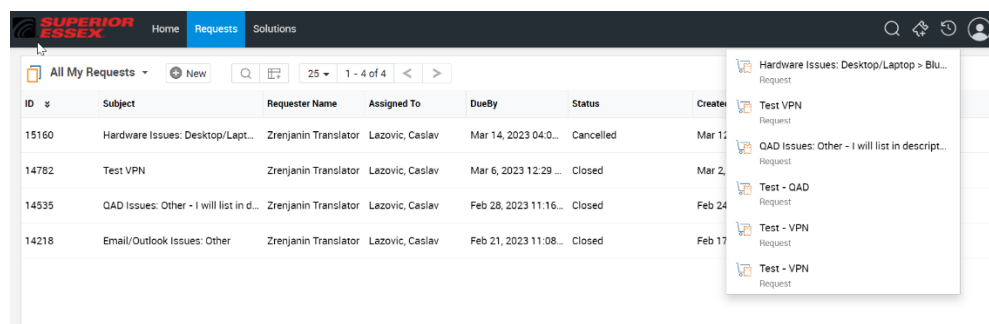 SUPERIOR ESSEX Home Requests Solutions
All My Requests New 25 1 - 4 of 4
ID Subject Requester Name Assigned To DueBy Status Create
15160 Hardware Issues: Desktop/Lapt... Zrenjanin Translator Lazovic, Caslav Mar 14, 2023 04:0... Cancelled Mar 12
14782 Test VPN Zrenjanin Translator Lazovic, Caslav Mar 6, 2023 12:29 ... Closed Mar 2,
14535 QAD Issues: Other - I will list in d... Zrenjanin Translator Lazovic, Caslav Feb 28, 2023 11:16... Closed Feb 24
14218 Email/Outlook Issues: Other Zrenjanin Translator Lazovic, Caslav Feb 21, 2023 11:08... Closed Feb 17
Hardware Issues: Desktop/Laptop > Blu...
Request
Test VPN
Request
QAD Issues: Other - I will list in descript...
Request
Test - QAD
Request
Test - VPN
Request
Test - VPN
Request